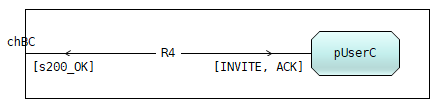 chBC
R4
pUserC
[s200_OK]
[INVITE, ACK]